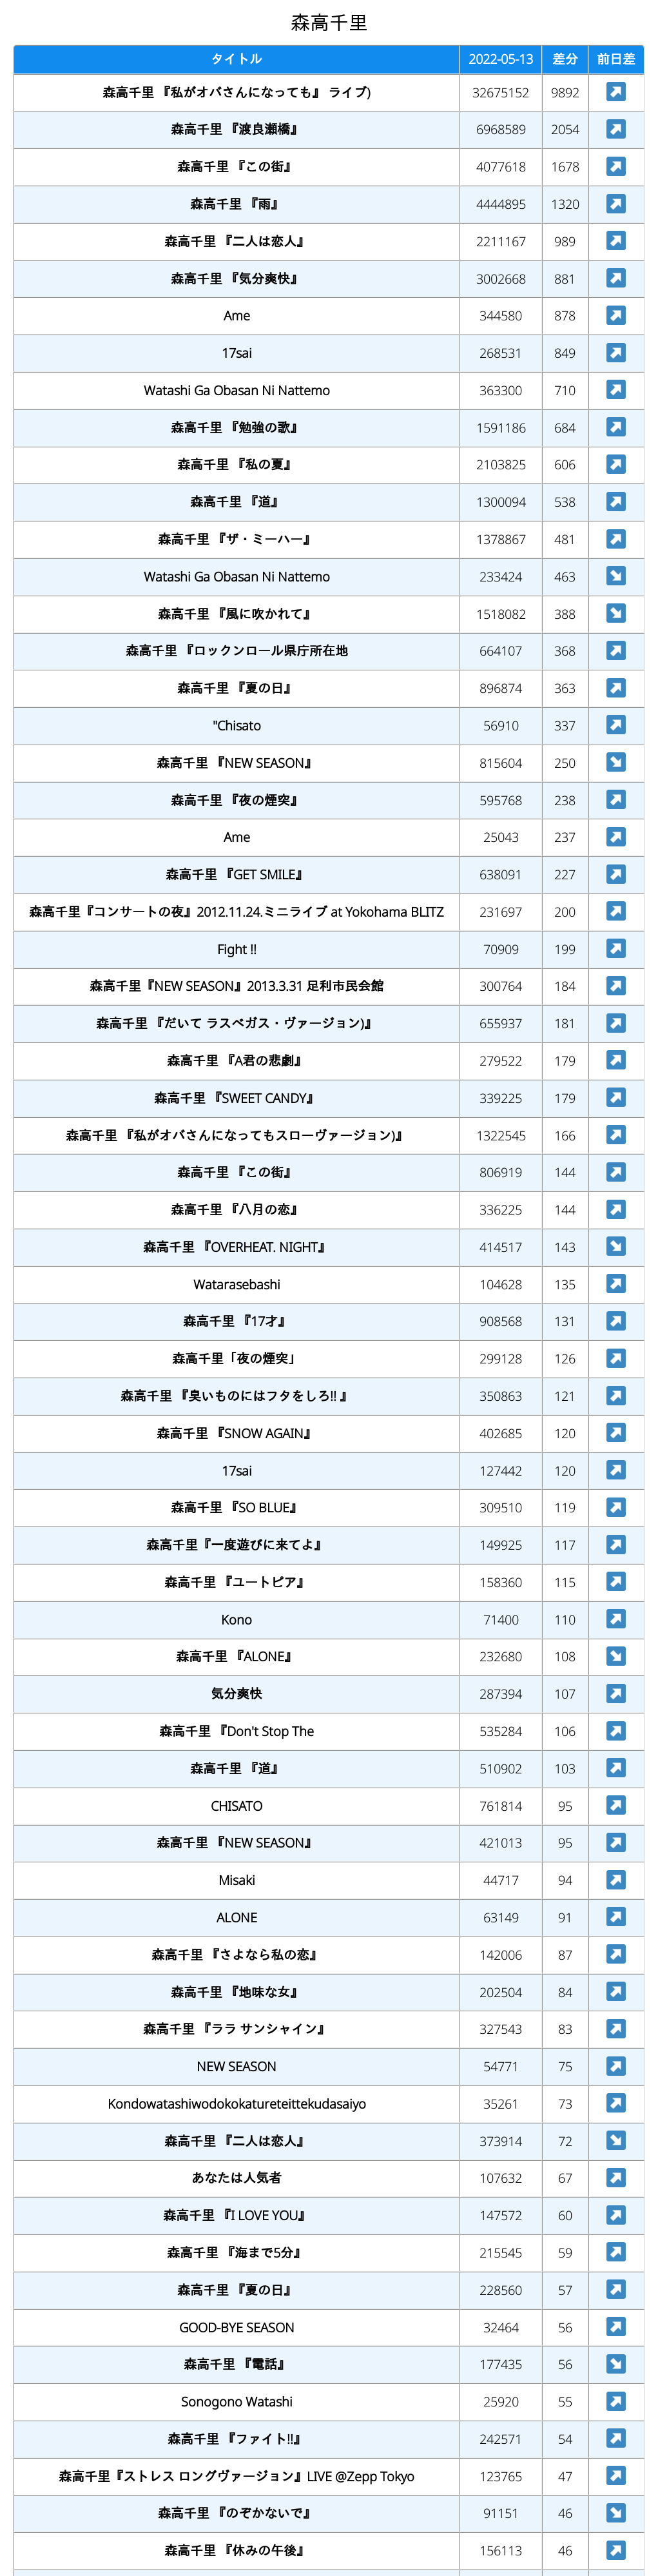 森高千里
タイトル 2022-05-13 差分 前日差
森高千里 『私がオバさんになっても』 ライブ) 32675152 9892
森高千里 『渡良瀬橋』 6968589 2054
森高千里 『この街』 4077618 1678
森高千里 『雨』 4444895 1320
森高千里 『二人は恋人』 2211167 989
森高千里 『気分爽快』 3002668 881
Ame 344580 878
17sai 268531 849
Watashi Ga Obasan Ni Nattemo 363300 710
森高千里 『勉強の歌』 1591186 684
森高千里 『私の夏』 2103825 606
森高千里 『道』 1300094 538
森高千里 『ザ・ミーハー』 1378867 481
Watashi Ga Obasan Ni Nattemo 233424 463
森高千里 『風に吹かれて』 1518082 388
森高千里 『ロックンロール県庁所在地 664107 368
森高千里 『夏の日』 896874 363
"Chisato 56910 337
森高千里 『NEW SEASON』 815604 250
森高千里 『夜の煙突』 595768 238
Ame 25043 237
森高千里 『GET SMILE』 638091 227
森高千里『コンサートの夜』2012.11.24.ミニライブ at Yokohama BLITZ 231697 200
Fight !! 70909 199
森高千里『NEW SEASON』2013.3.31 足利市民会館 300764 184
森高千里 『だいて ラスベガス・ヴァージョン)』 655937 181
森高千里 『A君の悲劇』 279522 179
森高千里 『SWEET CANDY』 339225 179
森高千里 『私がオバさんになってもスローヴァージョン)』 1322545 166
森高千里 『この街』 806919 144
森高千里 『八月の恋』 336225 144
森高千里 『OVERHEAT. NIGHT』 414517 143
Watarasebashi 104628 135
森高千里 『17才』 908568 131
森高千里「夜の煙突」 299128 126
森高千里 『臭いものにはフタをしろ!! 』 350863 121
森高千里 『SNOW AGAIN』 402685 120
17sai 127442 120
森高千里 『SO BLUE』 309510 119
森高千里『一度遊びに来てよ』 149925 117
森高千里 『ユートピア』 158360 115
Kono 71400 110
森高千里 『ALONE』 232680 108
気分爽快 287394 107
森高千里 『Don't Stop The 535284 106
森高千里 『道』 510902 103
CHISATO 761814 95
森高千里 『NEW SEASON』 421013 95
Misaki 44717 94
ALONE 63149 91
森高千里 『さよなら私の恋』 142006 87
森高千里 『地味な女』 202504 84
森高千里 『ララ サンシャイン』 327543 83
NEW SEASON 54771 75
Kondowatashiwodokokatureteittekudasaiyo 35261 73
森高千里 『二人は恋人』 373914 72
あなたは人気者 107632 67
森高千里 『I LOVE YOU』 147572 60
森高千里 『海まで5分』 215545 59
森高千里 『夏の日』 228560 57
GOOD-BYE SEASON 32464 56
森高千里 『電話』 177435 56
Sonogono Watashi 25920 55
森高千里 『ファイト!!』 242571 54
森高千里『ストレス ロングヴァージョン』LIVE @Zepp Tokyo 123765 47
森高千里 『のぞかないで』 91151 46
森高千里 『休みの午後』 156113 46